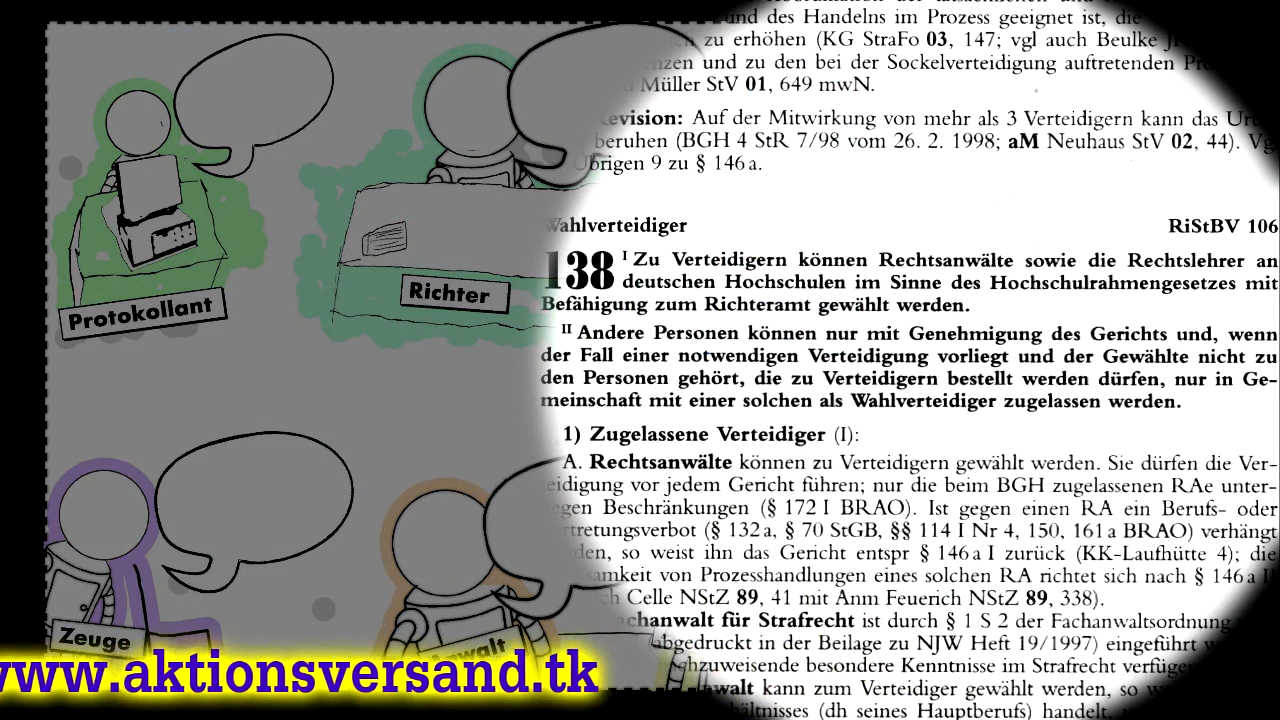 und des Handelns im Prozess geeignet ist, die
zu erhöhen (KG StraFo 03, 147; vgl auch Beulke
und zu den bei der Sockelverteidigung auftretenden
Müller StV 01, 649 mwN.
Revision: Auf der Mitwirkung von mehr als 3 Verteidigern kann das
beruhen (BGH 4 StR 7/98 vom 26. 2. 1998; aM Neuhaus StV 02, 44).
Übrigen 9 zu § 146 a.
Wahlverteidiger RiStBV 106
138 I Zu Verteidigern können Rechtsanwälte sowie die Rechtslehrer an
deutschen Hochschulen im Sinne des Hochschulrahmengesetzes mit
Befähigung zum Richteramt gewählt werden.
II Andere Personen können nur mit Genehmigung des Gerichts und, wenn
der Fall einer notwendigen Verteidigung vorliegt und der Gewählte nicht zu
den Personen gehört, die zu Verteidigern bestellt werden dürfen, nur in Ge-
meinschaft mit einer solchen als Wahlverteidiger zugelassen werden.
1) Zugelassene Verteidiger (I):
A. Rechtsanwälte können zu Verteidigern gewählt werden. Sie dürfen die Ver-
teidigung vor jedem Gericht führen; nur die beim BGH zugelassenen RAe unter-
liegen Beschränkungen (§ 172 I BRAO). Ist gegen einen RA ein Berufs- oder
Vertretungsverbot (§ 132a, § 70 StGB, §§ 114 I Nr 4, 150, 161a BRAO) verhängt
so weist ihn das Gericht entspr § 146a I zurück (KK-Laufhütte 4); die
von Prozesshandlungen eines solchen RA richtet sich nach § 146a II
Celle NStZ 89, 41 mit Anm Feuerich NStZ 89, 338).
Fachanwalt für Strafrecht ist durch § 1 S 2 der Fachanwaltsordnung
abgedruckt in der Beilage zu NJW Heft 19/1997) eingeführt
besondere Kenntnisse im Strafrecht
kann zum Verteidiger gewählt werden, so
(dh seines Hauptberufs) handelt,
Protokollant
Richter
Zeuge
Anwalt
www.aktionsversand.tk